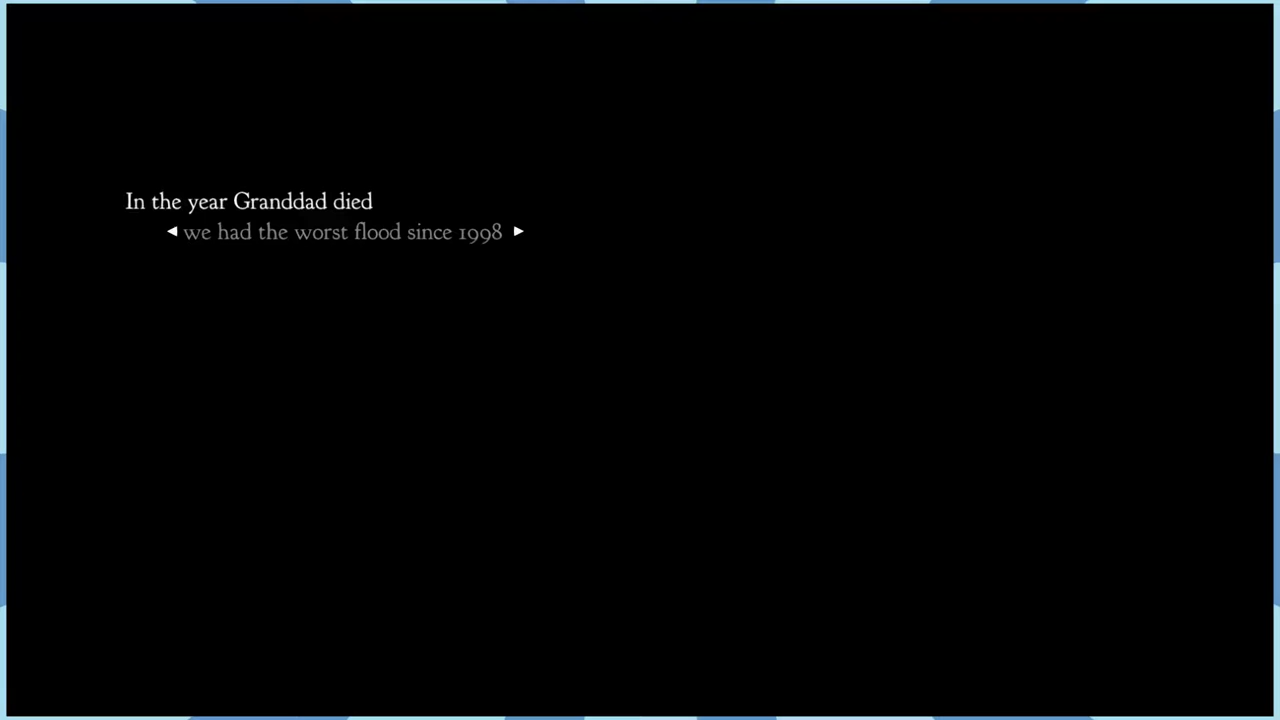 In the year Granddad died
◀ we had the worst flood since 1998 ▶